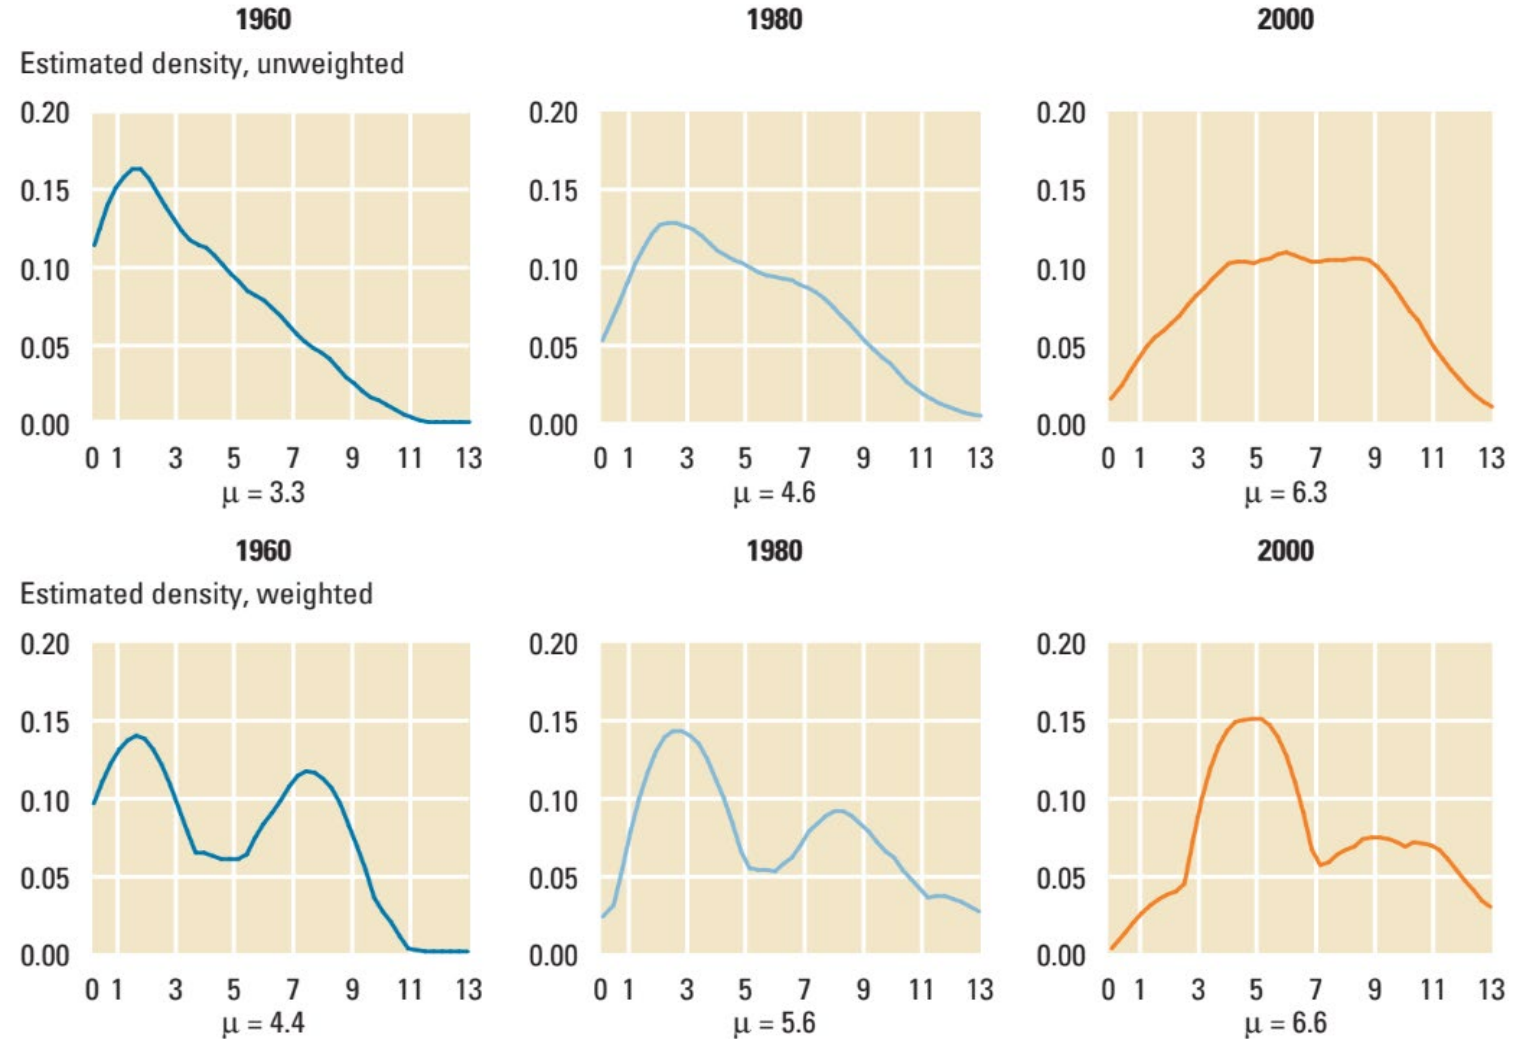 1960 1980 2000
Estimated density, unweighted
0.20 0.20 0.20
0.15 0.15 0.15
0.10 0.10 0.10
0.05 0.05 0.05
0.00 0.00 0.00
0 1 3 5 7 9 11 13 0 1 3 5 7 9 11 13 0 1 3 5 7 9 11 13
μ = 3.3 μ = 4.6 μ = 6.3
1960 1980 2000
Estimated density, weighted
0.20 0.20 0.20
0.15 0.15 0.15
0.10 0.10 0.10
0.05 0.05 0.05
0.00 0.00 0.00
0 1 3 5 7 9 11 13 0 1 3 5 7 9 11 13 0 1 3 5 7 9 11 13
μ = 4.4 μ = 5.6 μ = 6.6